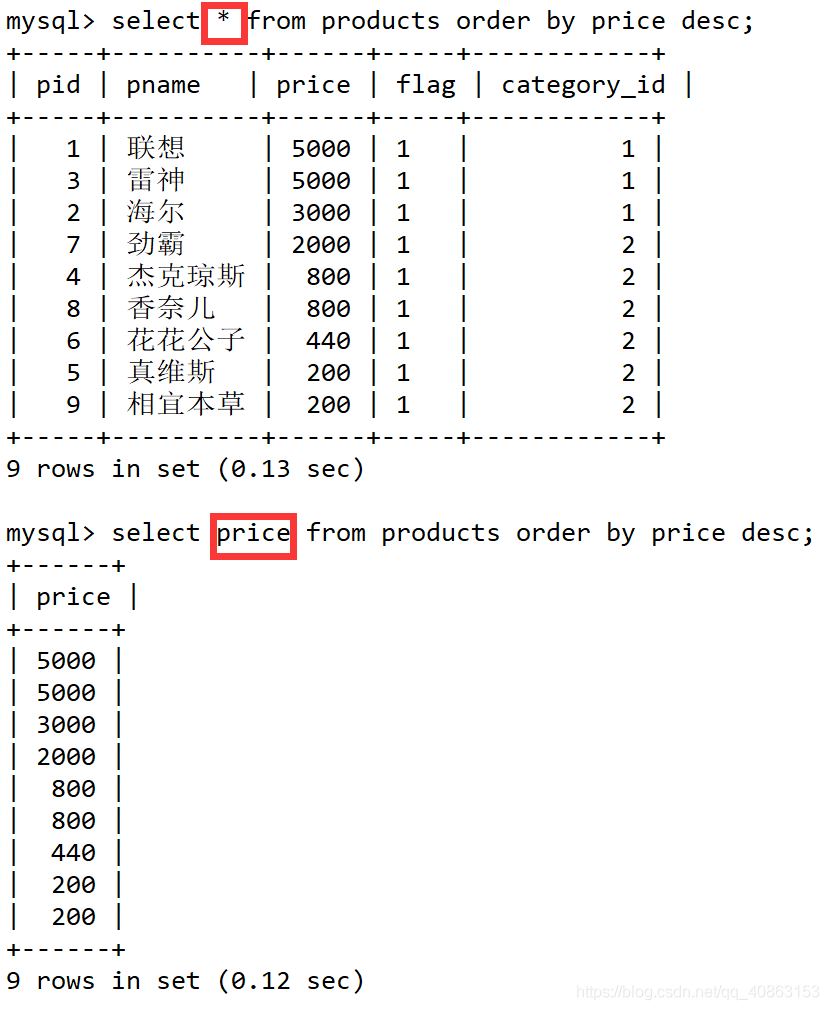 mysql> select * from products order by price desc;
+-----+----------+------+-----+------------+
| pid | pname   | price | flag | category_id |
+-----+----------+------+-----+------------+
|   1 | 联想     | 5000 | 1   |          1 |
|   3 | 雷神     | 5000 | 1   |          1 |
|   2 | 海尔     | 3000 | 1   |          1 |
|   7 | 劲霸     | 2000 | 1   |          2 |
|   4 | 杰克琼斯 |  800 | 1   |          2 |
|   8 | 香奈儿   |  800 | 1   |          2 |
|   6 | 花花公子 |  440 | 1   |          2 |
|   5 | 真维斯   |  200 | 1   |          2 |
|   9 | 相宜本草 |  200 | 1   |          2 |
+-----+----------+------+-----+------------+
9 rows in set (0.13 sec)
mysql> select price from products order by price desc;
+------+
| price |
+------+
| 5000 |
| 5000 |
| 3000 |
| 2000 |
|  800 |
|  800 |
|  440 |
|  200 |
|  200 |
+------+
9 rows in set (0.12 sec)
https://blog.csdn.net/qq_40863153